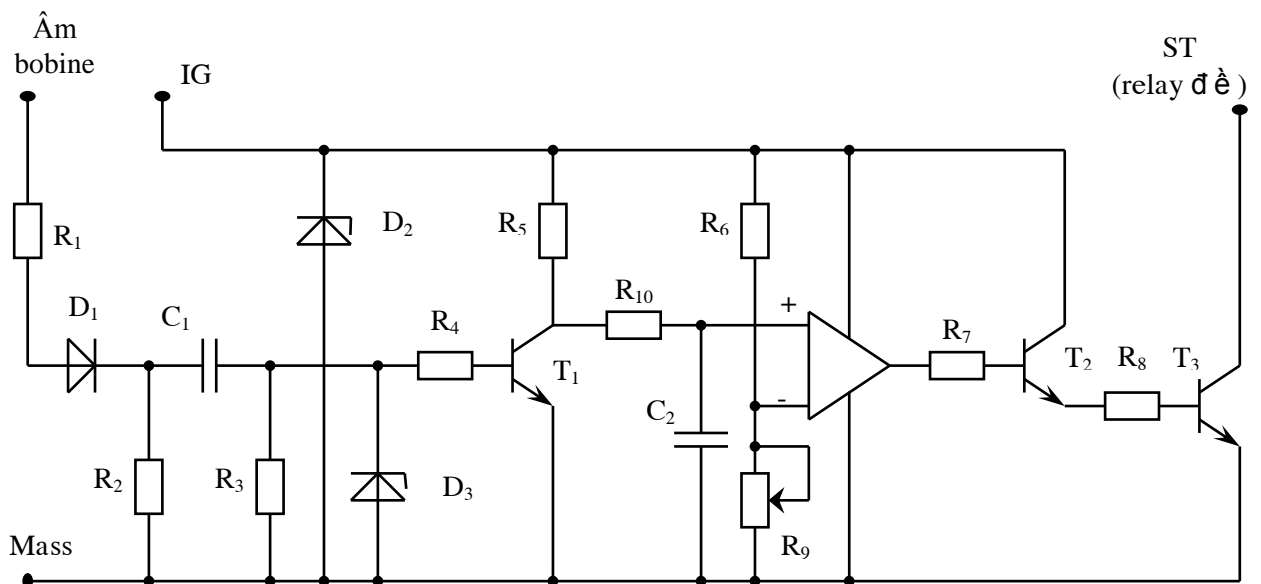 Âm
bobine
IG
ST
(relay đề)
R1
D2
R5
R6
D1
C1
R4
R10
+
R7
T1
T2
R8
T3
C2
-
R2
R3
D3
R9
Mass